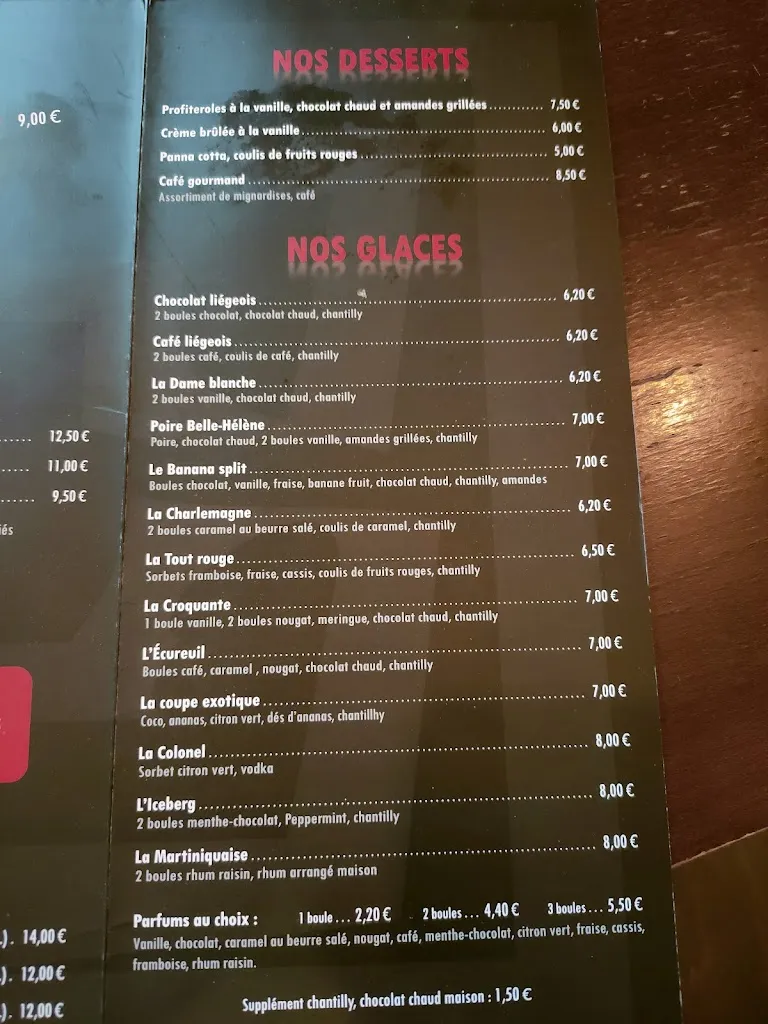 9,00 €
12,50 €
11,00 €
9,50 €
14,00 €
12,00 €
12,00 €
NOS DESSERTS
Profiteroles à la vanille, chocolat chaud et amandes grillées ........... 7,50 €
Crème brûlée à la vanille ........... 6,00 €
Panna cotta, coulis de fruits rouges ........... 5,00 €
Café gourmand ........... 8,50 €
Assortiment de mignardises, café
NOS GLACES
Chocolat liégeois ........... 6,20 €
2 boules chocolat, chocolat chaud, chantilly
Café liégeois ........... 6,20 €
2 boules café, coulis de café, chantilly
La Dame blanche ........... 6,20 €
2 boules vanille, chocolat chaud, chantilly
Poire Belle-Hélène ........... 7,00 €
Poire, chocolat chaud, 2 boules vanille, amandes grillées, chantilly
Le Banana split ........... 7,00 €
Boules chocolat, vanille, fraise, banane fruit, chocolat chaud, chantilly, amandes
La Charlemagne ........... 6,20 €
2 boules caramel au beurre salé, coulis de caramel, chantilly
La Tout rouge ........... 6,50 €
Sorbets framboise, fraise, cassis, coulis de fruits rouges, chantilly
La Croquante ........... 7,00 €
1 boule vanille, 2 boules nougat, meringue, chocolat chaud, chantilly
L'Écureuil ........... 7,00 €
Boules café, caramel , nougat, chocolat chaud, chantilly
La coupe exotique ........... 7,00 €
Coco, ananas, citron vert, dés d'ananas, chantillhy
La Colonel ........... 8,00 €
Sorbet citron vert, vodka
L'Iceberg ........... 8,00 €
2 boules menthe-chocolat, Peppermint, chantilly
La Martiniquaise ........... 8,00 €
2 boules rhum raisin, rhum arrangé maison
Parfums au choix : 1 boule ... 2,20 € 2 boules ... 4,40 € 3 boules ... 5,50 €
Vanille, chocolat, caramel au beurre salé, nougat, café, menthe-chocolat, citron vert, fraise, cassis,
framboise, rhum raisin.
Supplément chantilly, chocolat chaud maison : 1,50 €